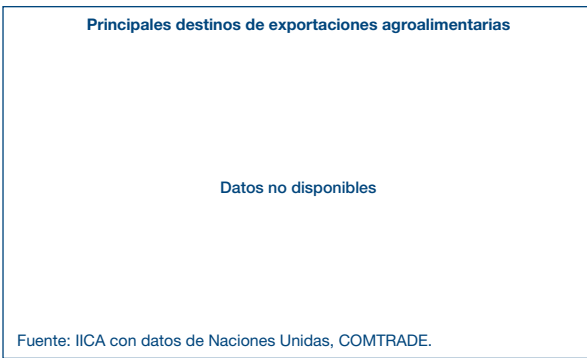 Principales destinos de exportaciones agroalimentarias
Datos no disponibles
Fuente: IICA con datos de Naciones Unidas, COMTRADE.